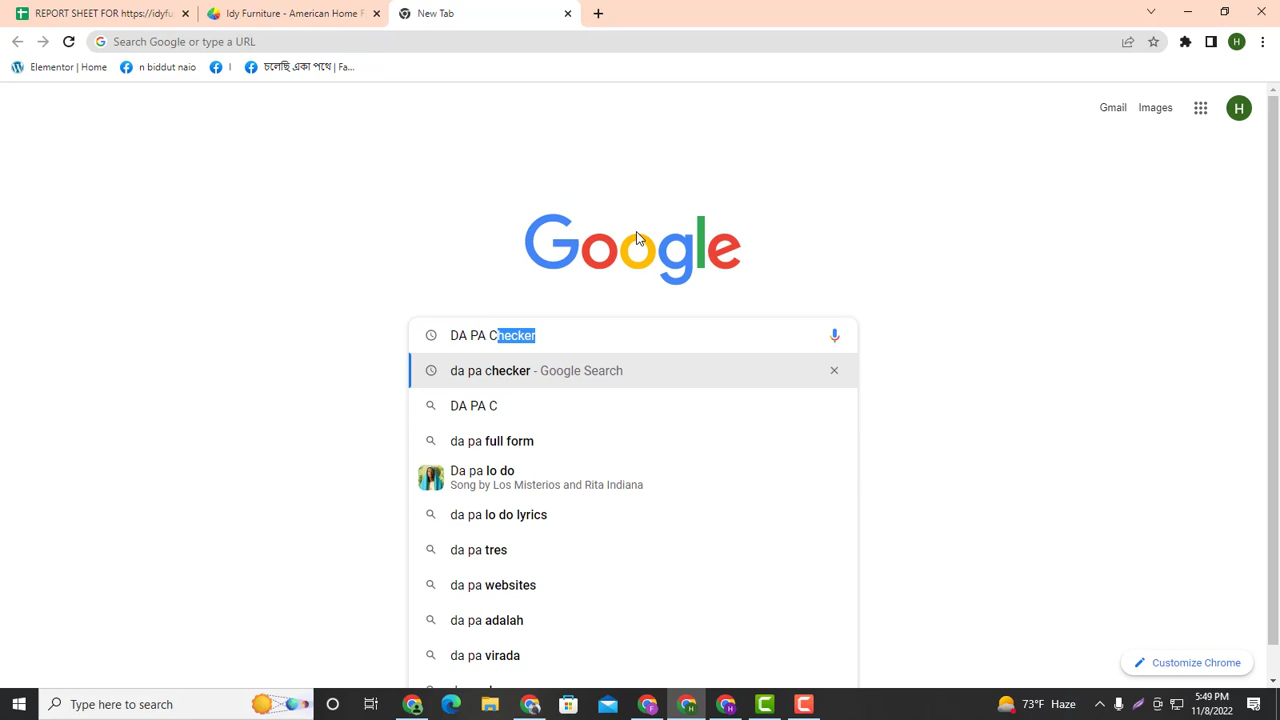 REPORT SHEET FOR https://idyfu
Idy Furniture - American Home F
New Tab
Search Google or type a URL
Elementor | Home
n biddut naio
l
চলেছি একা পথে | Fa...
Gmail
Images
H
Google
DA PA Checker
da pa checker - Google Search
DA PA C
da pa full form
Da pa lo do
Song by Los Misterios and Rita Indiana
da pa lo do lyrics
da pa tres
da pa websites
da pa adalah
da pa virada
Customize Chrome
Type here to search
73°F Haze
5:49 PM
11/8/2022